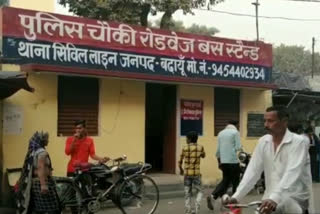 पुलिस चौकी रोडवेज बस स्टैन्ड
थाना सिविल लाइन जनपद-बदायूं मो.नं.-9454402934